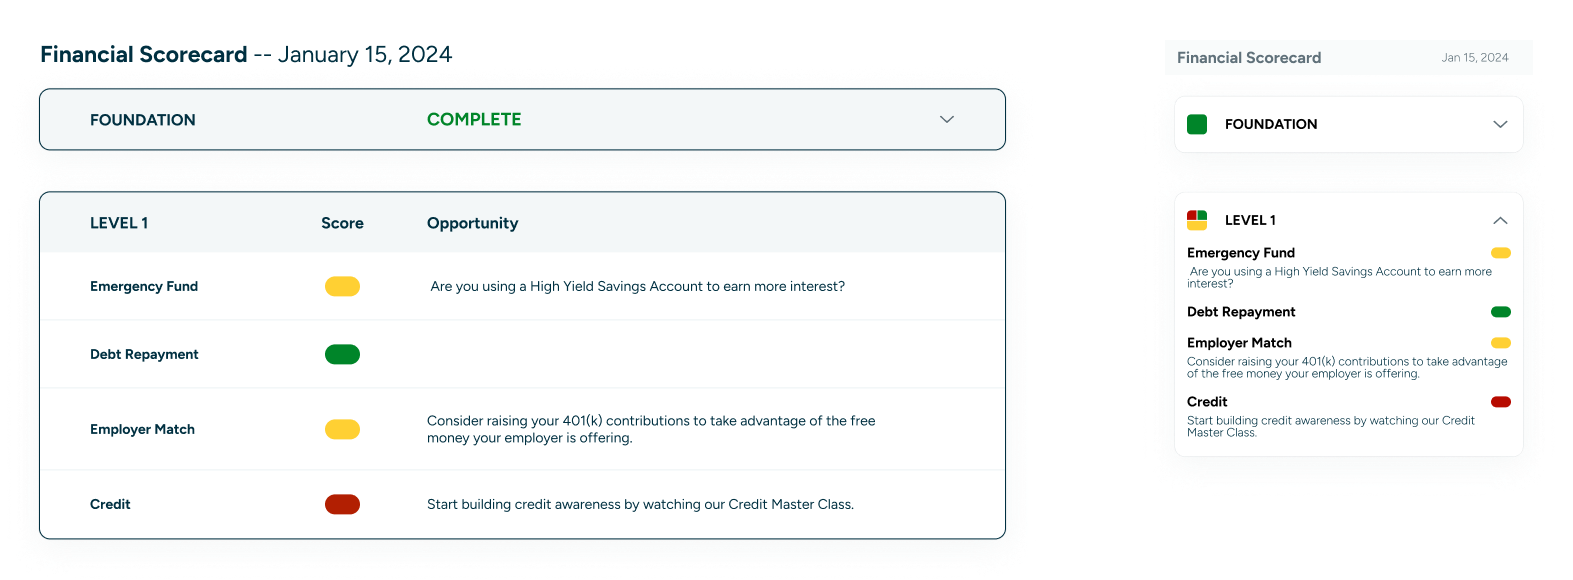 Financial Scorecard -- January 15, 2024
FOUNDATION COMPLETE
LEVEL 1 Score Opportunity
Emergency Fund Are you using a High Yield Savings Account to earn more interest?
Debt Repayment
Employer Match Consider raising your 401(k) contributions to take advantage of the free
money your employer is offering.
Credit Start building credit awareness by watching our Credit Master Class.
Financial Scorecard Jan 15, 2024
FOUNDATION
LEVEL 1
Emergency Fund
Are you using a High Yield Savings Account to earn more
interest?
Debt Repayment
Employer Match
Consider raising your 401(k) contributions to take advantage
of the free money your employer is offering.
Credit
Start building credit awareness by watching our Credit
Master Class.